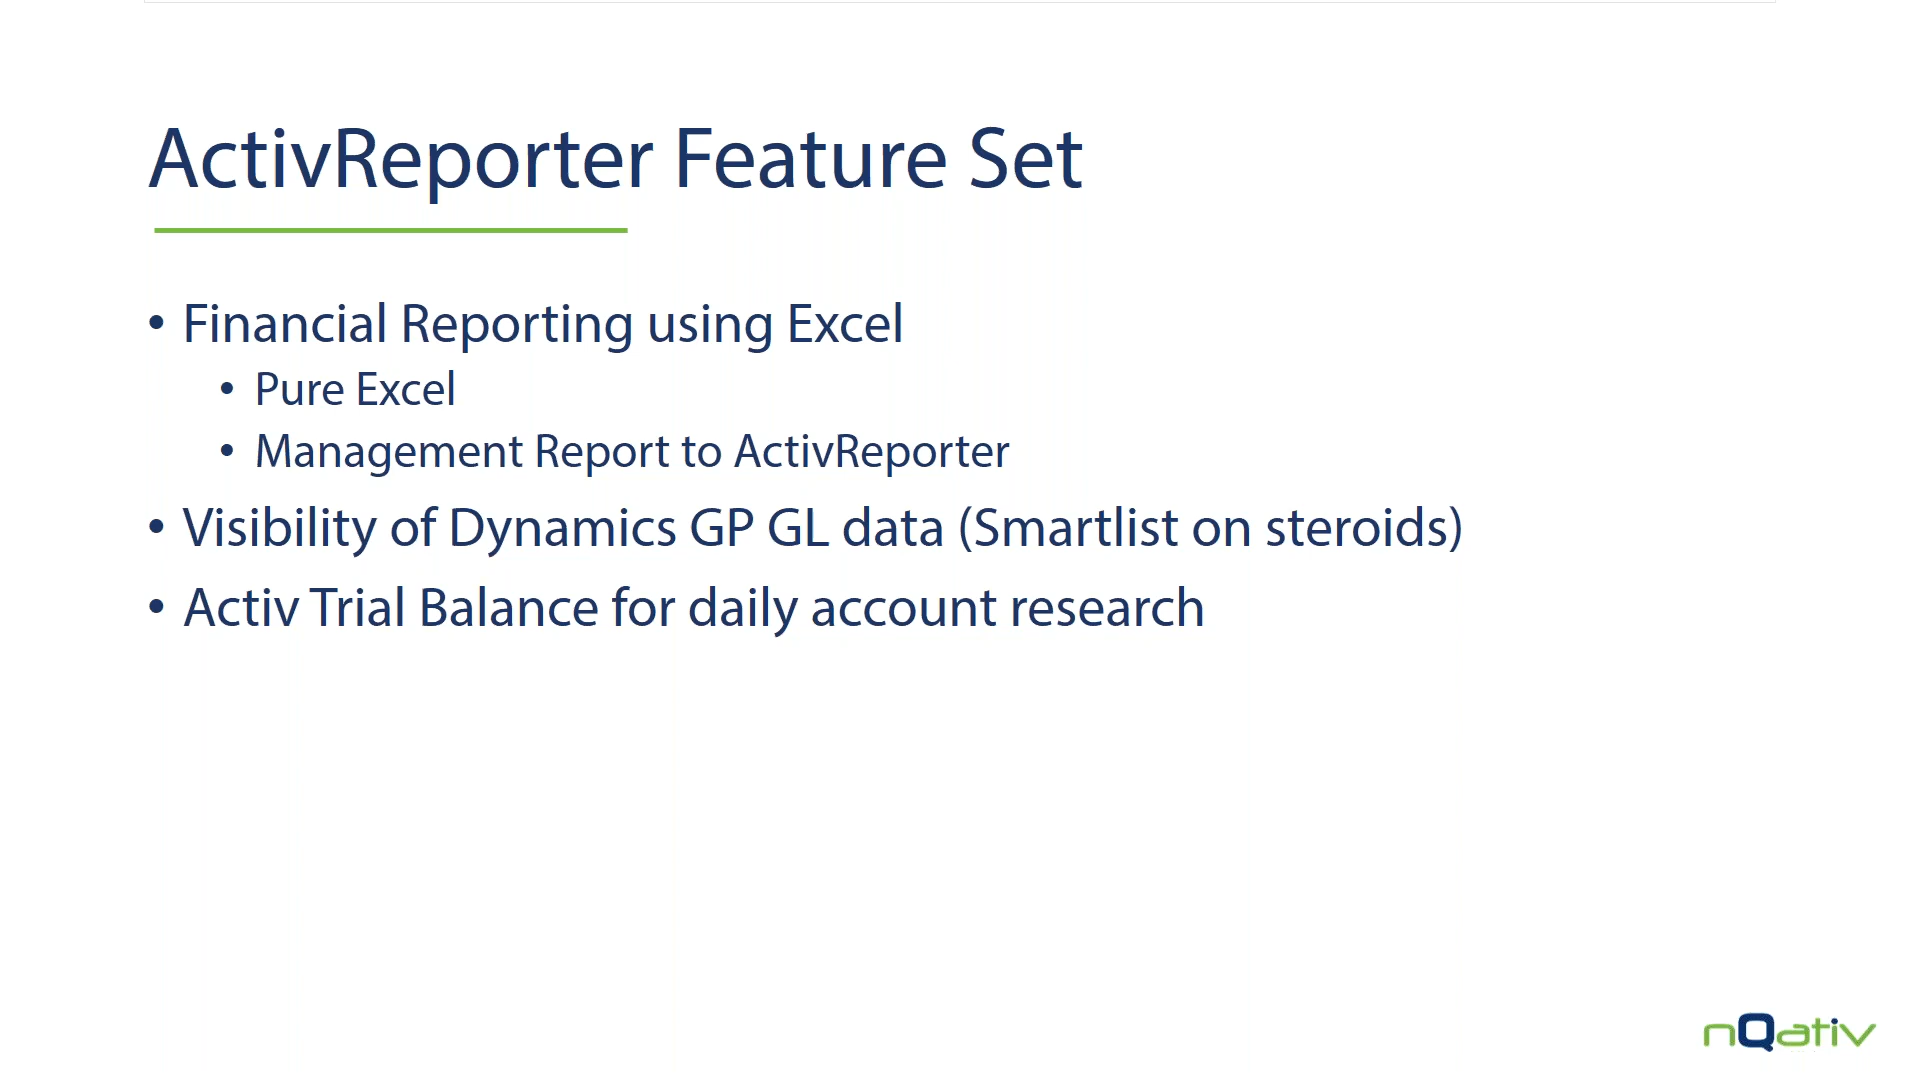 ActivReporter Feature Set
• Financial Reporting using Excel
• Pure Excel
• Management Report to ActivReporter
• Visibility of Dynamics GP GL data (Smartlist on steroids)
• Activ Trial Balance for daily account research
nQativ